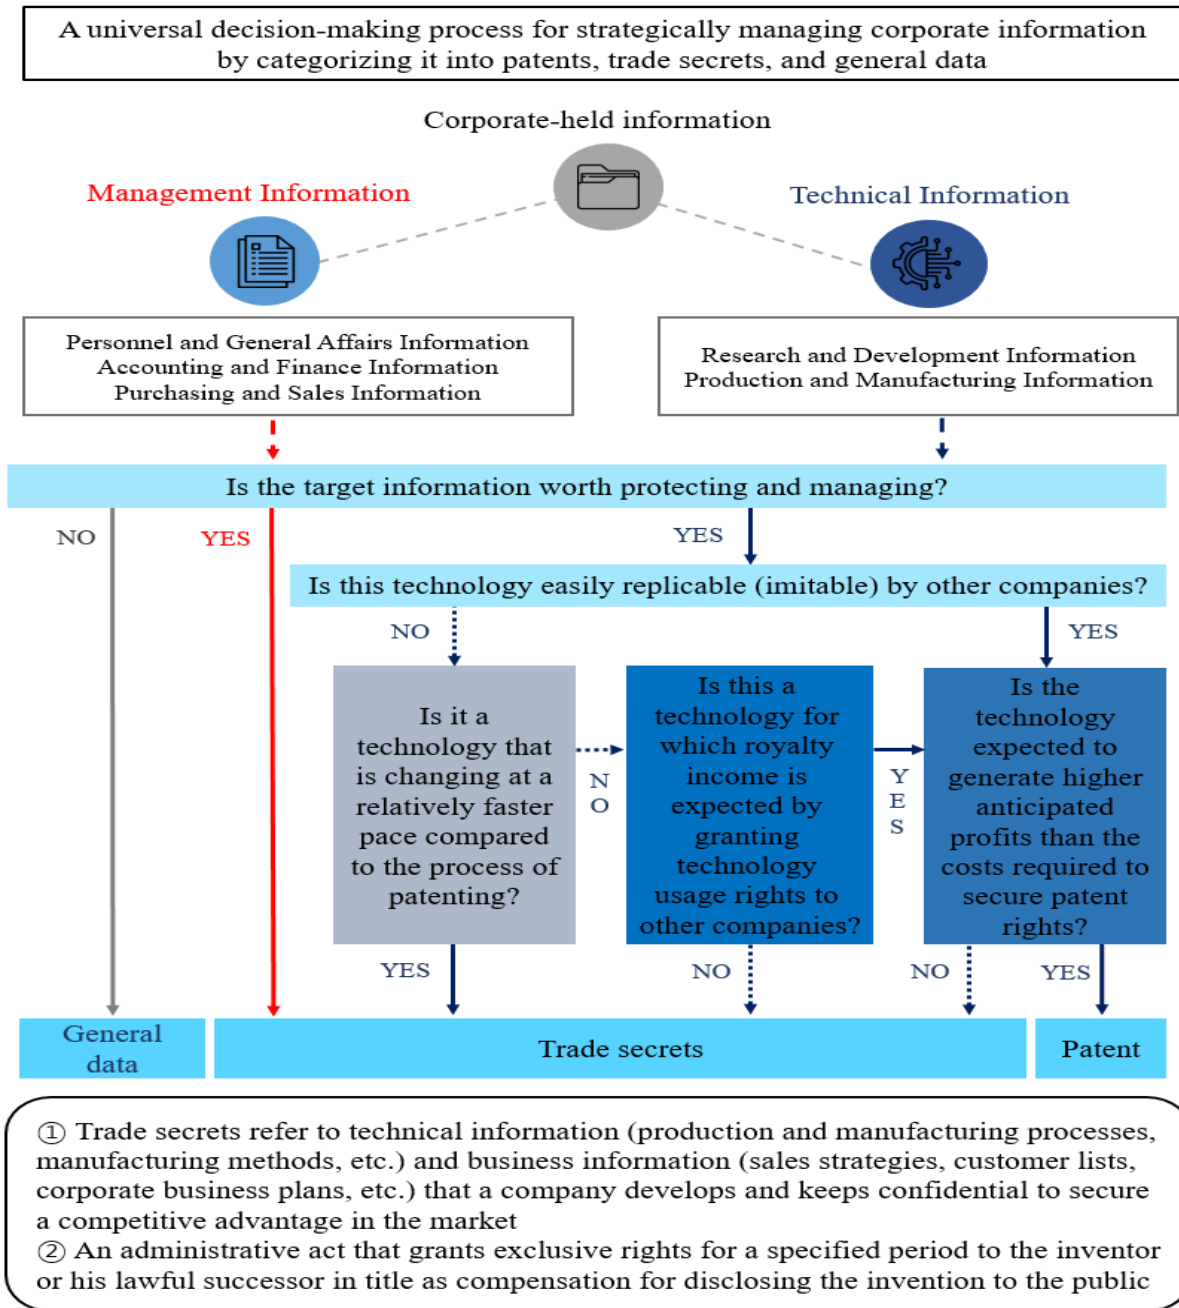 A universal decision-making process for strategically managing corporate information
by categorizing it into patents, trade secrets, and general data
Corporate-held information
Management Information
Technical Information
Personnel and General Affairs Information
Accounting and Finance Information
Purchasing and Sales Information
Research and Development Information
Production and Manufacturing Information
Is the target information worth protecting and managing?
NO
YES
YES
Is this technology easily replicable (imitable) by other companies?
NO
YES
Is it a
technology that
is changing at a
relatively faster
pace compared
to the process of
patenting?
NO
Is this a
technology for
which royalty
income is
expected by
granting
technology
usage rights to
other companies?
YES
Is the
technology
expected to
generate higher
anticipated
profits than the
costs required to
secure patent
rights?
YES
NO
NO
YES
General
data
Trade secrets
Patent
① Trade secrets refer to technical information (production and manufacturing processes,
manufacturing methods, etc.) and business information (sales strategies, customer lists,
corporate business plans, etc.) that a company develops and keeps confidential to secure
a competitive advantage in the market
② An administrative act that grants exclusive rights for a specified period to the inventor
or his lawful successor in title as compensation for disclosing the invention to the public